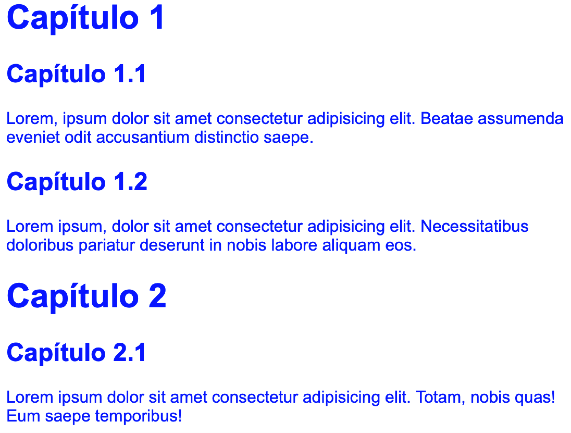 Capítulo 1
Capítulo 1.1
Lorem, ipsum dolor sit amet consectetur adipisicing elit. Beatae assumenda
eveniet odit accusantium distinctio saepe.
Capítulo 1.2
Lorem ipsum, dolor sit amet consectetur adipisicing elit. Necessitatibus
doloribus pariatur deserunt in nobis labore aliquam eos.
Capítulo 2
Capítulo 2.1
Lorem ipsum dolor sit amet consectetur adipisicing elit. Totam, nobis quas!
Eum saepe temporibus!